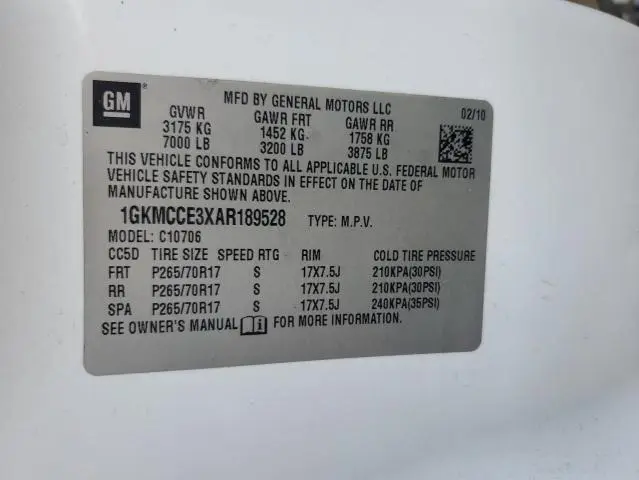 GM ®
MFD BY GENERAL MOTORS LLC 02/10
GVWR GAWR FRT GAWR RR
3175 KG 1452 KG 1758 KG
7000 LB 3200 LB 3875 LB
THIS VEHICLE CONFORMS TO ALL APPLICABLE U.S. FEDERAL MOTOR
VEHICLE SAFETY STANDARDS IN EFFECT ON THE DATE OF
MANUFACTURE SHOWN ABOVE.
1GKMCCE3XAR189528 TYPE: M.P.V.
MODEL: C10706
CC5D TIRE SIZE SPEED RTG RIM COLD TIRE PRESSURE
FRT P265/70R17 S 17X7.5J 210KPA(30PSI)
RR P265/70R17 S 17X7.5J 210KPA(30PSI)
SPA P265/70R17 S 17X7.5J 240KPA(35PSI)
SEE OWNER'S MANUAL FOR MORE INFORMATION.